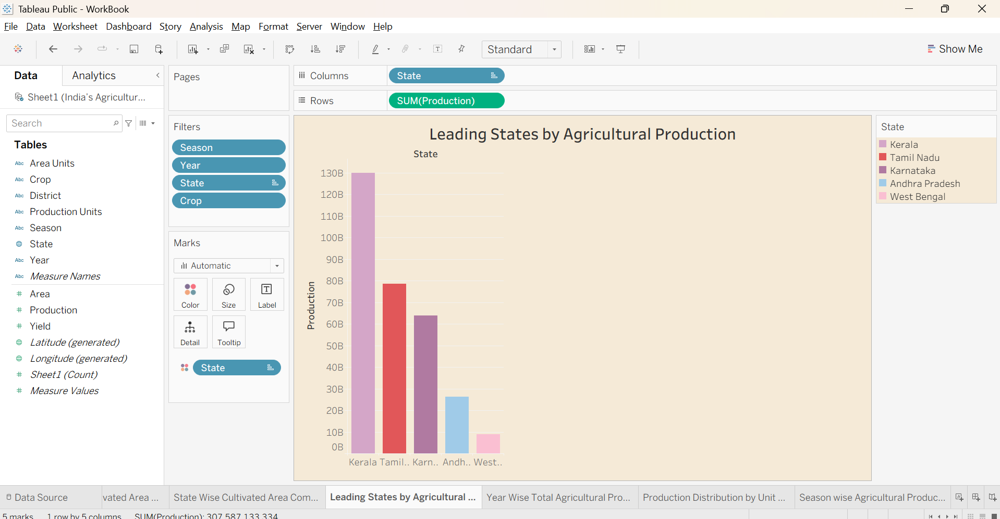 Tableau Public - WorkBook
File Data Worksheet Dashboard Story Analysis Map Format Server Window Help
Standard
Show Me
Data
Analytics
Sheet1 (India's Agricultur...
Search
Tables
Abc Area Units
Abc Crop
Abc District
Abc Production Units
Abc Season
State
Abc Year
Abc Measure Names
# Area
# Production
# Yield
Latitude (generated)
Longitude (generated)
# Sheet1 (Count)
# Measure Values
Pages
Filters
Season
Year
State
Crop
Marks
Automatic
Color Size Label
Detail Tooltip
State
Columns State
Rows SUM(Production)
Leading States by Agricultural Production
State
Production
130B
120B
110B
100B
90B
80B
70B
60B
50B
40B
30B
20B
10B
0B
Kerala Tamil.. Karn.. Andh.. West..
State
Kerala
Tamil Nadu
Karnataka
Andhra Pradesh
West Bengal
Data Source
vated Area ...
State Wise Cultivated Area Com...
Leading States by Agricultural ...
Year Wise Total Agricultural Pro...
Production Distribution by Unit ...
Season wise Agricultural Produc...
5 marks 1 row by 5 columns SUM(Production): 307,587,133,334